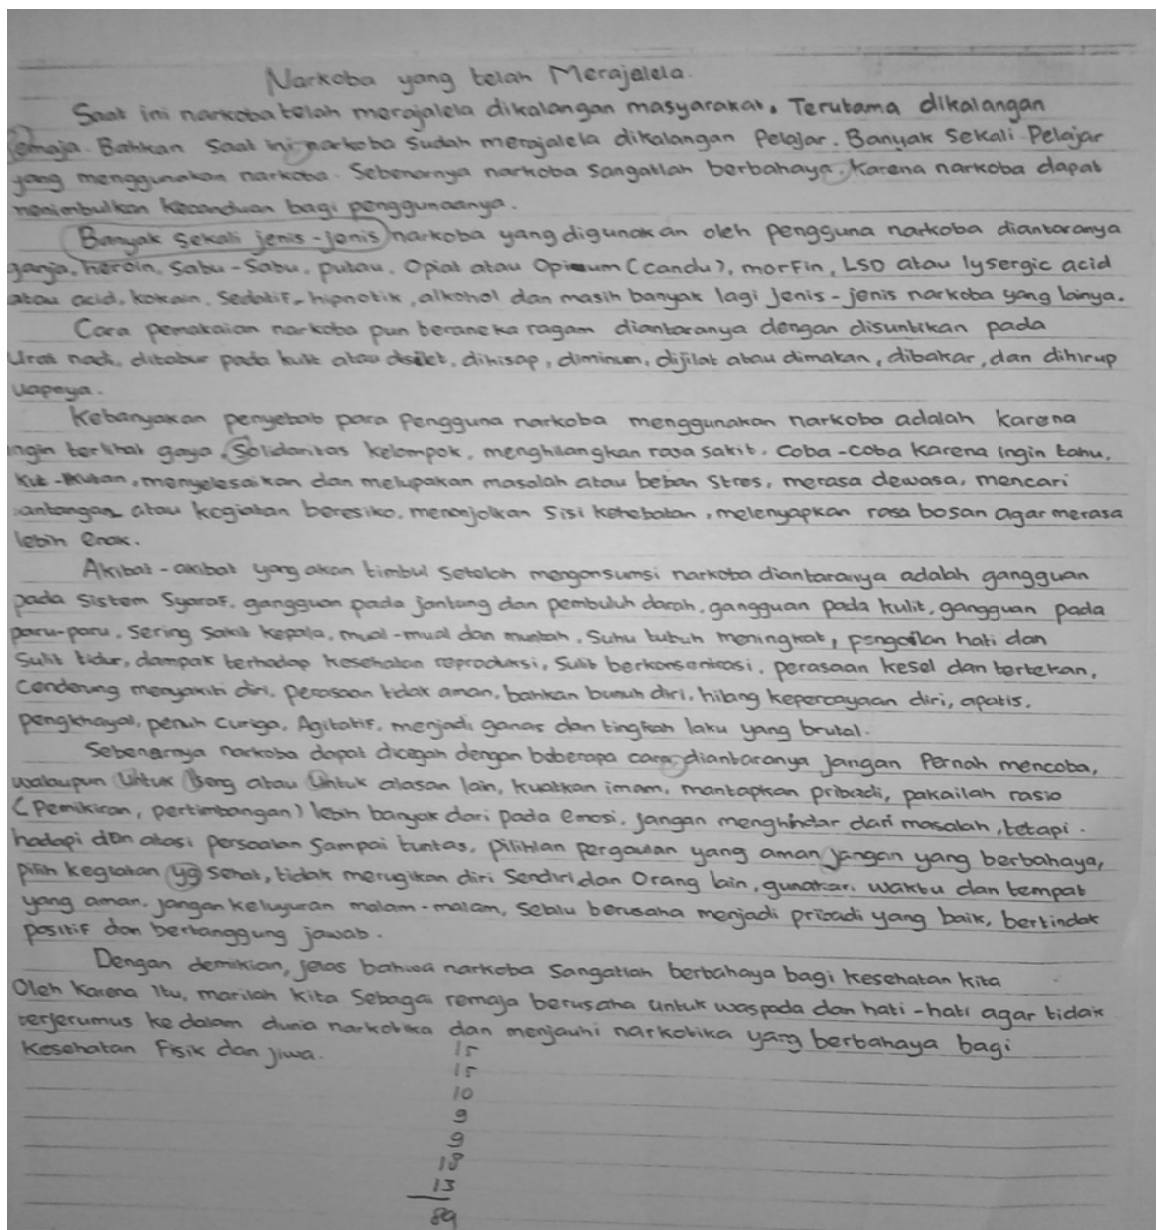 Narkoba yang telah Merajalela.
Saat ini narkoba telah merajalela dikalangan masyarakat, Terutama dikalangan
remaja. Bahkan Saat ini narkoba Sudah merajalela dikalangan Pelajar. Banyak Sekali Pelajar
yang menggunakan narkoba. Sebenarnya narkoba Sangatlah berbahaya, Karena narkoba dapat
menimbulkan kecanduan bagi penggunaanya.
Banyak Sekali jenis-jenis narkoba yang digunakan oleh pengguna narkoba diantaranya
ganja, heroin, Sabu-Sabu, putau, Opiat atau Opium (candu), morfin, LSD atau lysergic acid
atau acid, kokain, Sedatif-hipnotik, alkohol dan masih banyak lagi Jenis-jenis narkoba yang lainya.
Cara pemakaian narkoba pun beraneka ragam diantaranya dengan disuntikan pada
Urat nadi, ditabur pada kulit atau disilet, dihisap, diminum, dijilat atau dimakan, dibakar, dan dihirup
uapnya.
Kebanyakan penyebab para Pengguna narkoba menggunakan narkoba adalah Karena
ingin terlihat gaya, Solidaritas kelompok, menghilangkan rasa sakit, Coba-coba Karena ingin tahu,
ikut-ikutan, menyelesaikan dan melupakan masalah atau beban Stres, merasa dewasa, mencari
tantangan atau kegiatan beresiko, menonjolkan Sisi kehebatan, melenyapkan rasa bosan agar merasa
lebih enak.
Akibat-akibat yang akan timbul Setelah mengonsumsi narkoba diantaranya adalah gangguan
pada Sistem Syaraf, gangguan pada jantung dan pembuluh darah, gangguan pada kulit, gangguan pada
paru-paru, Sering Sakit kepala, mual-mual dan muntah, Suhu tubuh meningkat, hati dan
Sulit tidur, dampak terhadap kesehatan reproduksi, Sulit berkonsentrasi, perasaan kesel dan tertekan,
Cenderung menyakiti diri, perasaan tidak aman, bahkan bunuh diri, hilang kepercayaan diri, apatis,
pengkhayal, penuh curiga, Agitatif, menjadi ganas dan tingkah laku yang brutal.
Sebenarnya narkoba dapat dicegah dengan beberapa cara diantaranya jangan Pernah mencoba,
walaupun Untuk Iseng atau Untuk alasan lain, kuatkan imam, mantapkan pribadi, pakailah rasio
(Pemikiran, pertimbangan) lebih banyak dari pada emosi, jangan menghindar dari masalah, tetapi
hadapi dan atasi persoalan Sampai tuntas, pilihlan pergaulan yang aman jangan yang berbahaya,
pilih kegiatan yg Sehat, tidak merugikan diri Sendiri dan Orang lain, gunakan waktu dan tempat
yang aman, jangan keluyuran malam-malam, Selalu berusaha menjadi pribadi yang baik, bertindak
positif dan bertanggung jawab.
Dengan demikian, jelas bahwa narkoba Sangatlah berbahaya bagi kesehatan kita
Oleh Karena Itu, marilah kita Sebagai remaja berusaha untuk waspada dan hati-hati agar tidak
terjerumus ke dalam dunia narkotika dan menjauhi narkotika yang berbahaya bagi
Kesehatan Fisik dan jiwa.
15
15
10
9
9
18
13
89